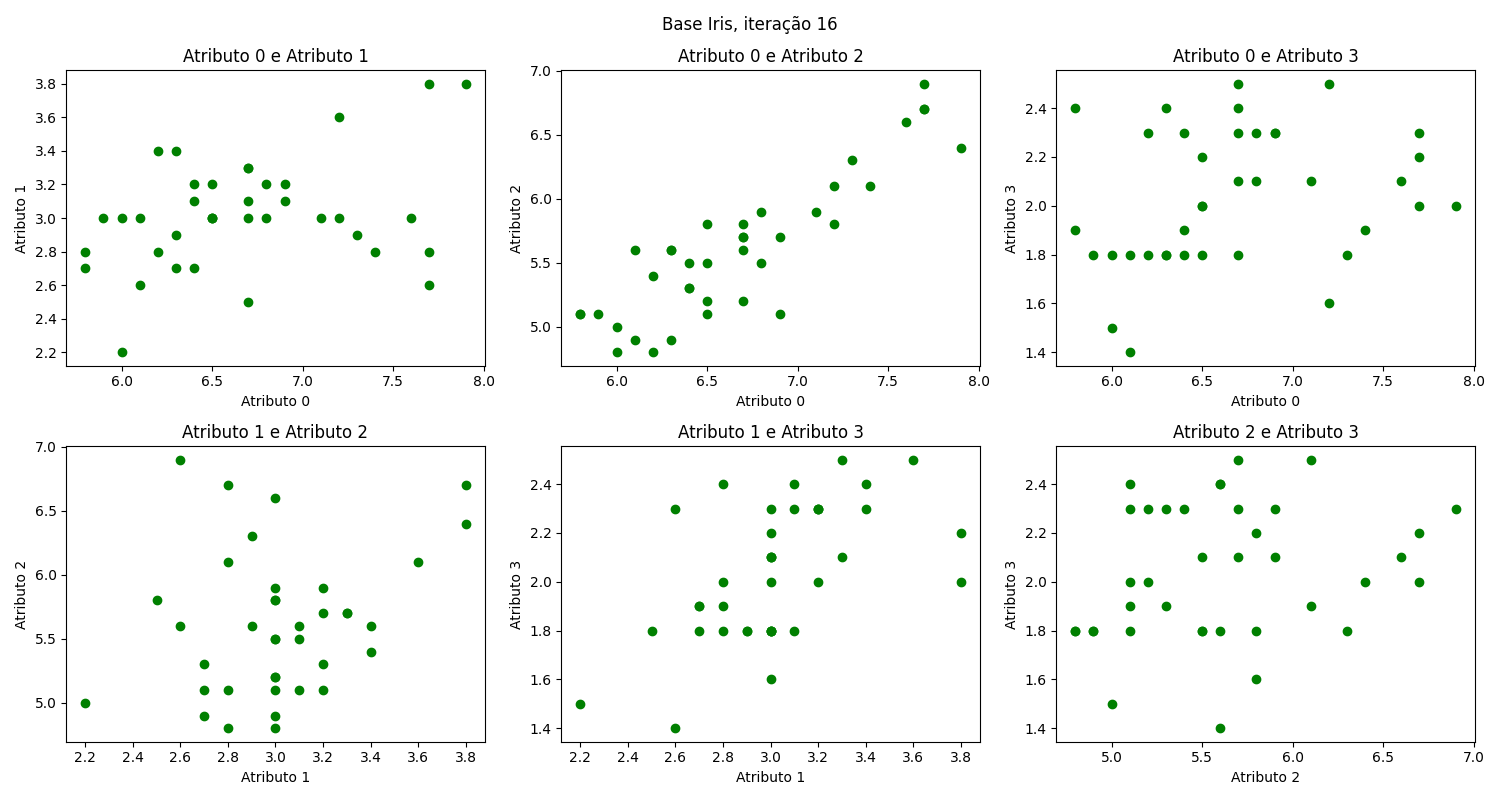 Base Iris, iteração 16
Atributo 0 e Atributo 1
3.8
3.6
3.4
3.2
3.0
2.8
2.6
2.4
2.2
Atributo 1
6.0 6.5 7.0 7.5 8.0
Atributo 0
Atributo 0 e Atributo 2
7.0
6.5
6.0
5.5
5.0
Atributo 2
6.0 6.5 7.0 7.5 8.0
Atributo 0
Atributo 0 e Atributo 3
2.4
2.2
2.0
1.8
1.6
1.4
Atributo 3
6.0 6.5 7.0 7.5 8.0
Atributo 0
Atributo 1 e Atributo 2
7.0
6.5
6.0
5.5
5.0
Atributo 2
2.2 2.4 2.6 2.8 3.0 3.2 3.4 3.6 3.8
Atributo 1
Atributo 1 e Atributo 3
2.4
2.2
2.0
1.8
1.6
1.4
Atributo 3
2.2 2.4 2.6 2.8 3.0 3.2 3.4 3.6 3.8
Atributo 1
Atributo 2 e Atributo 3
2.4
2.2
2.0
1.8
1.6
1.4
Atributo 3
5.0 5.5 6.0 6.5 7.0
Atributo 2